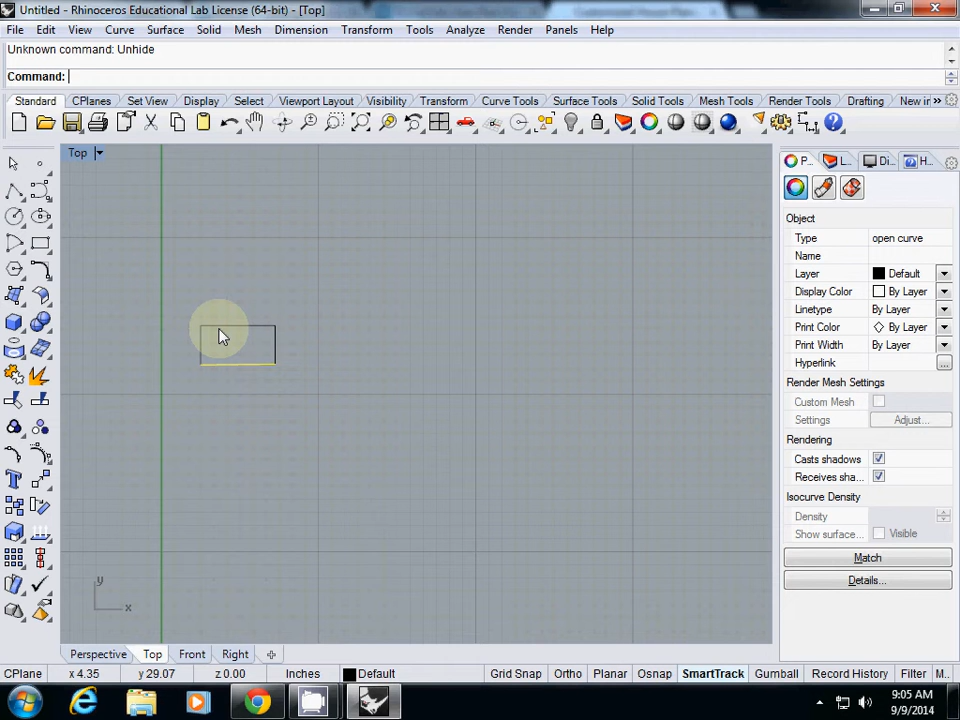 Untitled - Rhinoceros Educational Lab License (64-bit) - [Top]
File Edit View Curve Surface Solid Mesh Dimension Transform Tools Analyze Render Panels Help
Unknown command: Unhide
Command:
Standard CPlanes Set View Display Select Viewport Layout Visibility Transform Curve Tools Surface Tools Solid Tools Mesh Tools Render Tools Drafting New in »
Top
P... L... Di... H...
Object
Type open curve
Name
Layer Default
Display Color By Layer
Linetype By Layer
Print Color By Layer
Print Width By Layer
Hyperlink ...
Render Mesh Settings
Custom Mesh
Settings Adjust...
Rendering
Casts shadows
Receives sha...
Isocurve Density
Density
Show surface... Visible
Match
Details...
y
x
Perspective Top Front Right
CPlane x 4.35 y 29.07 z 0.00 Inches Default Grid Snap Ortho Planar Osnap SmartTrack Gumball Record History Filter M...
9:05 AM
9/9/2014